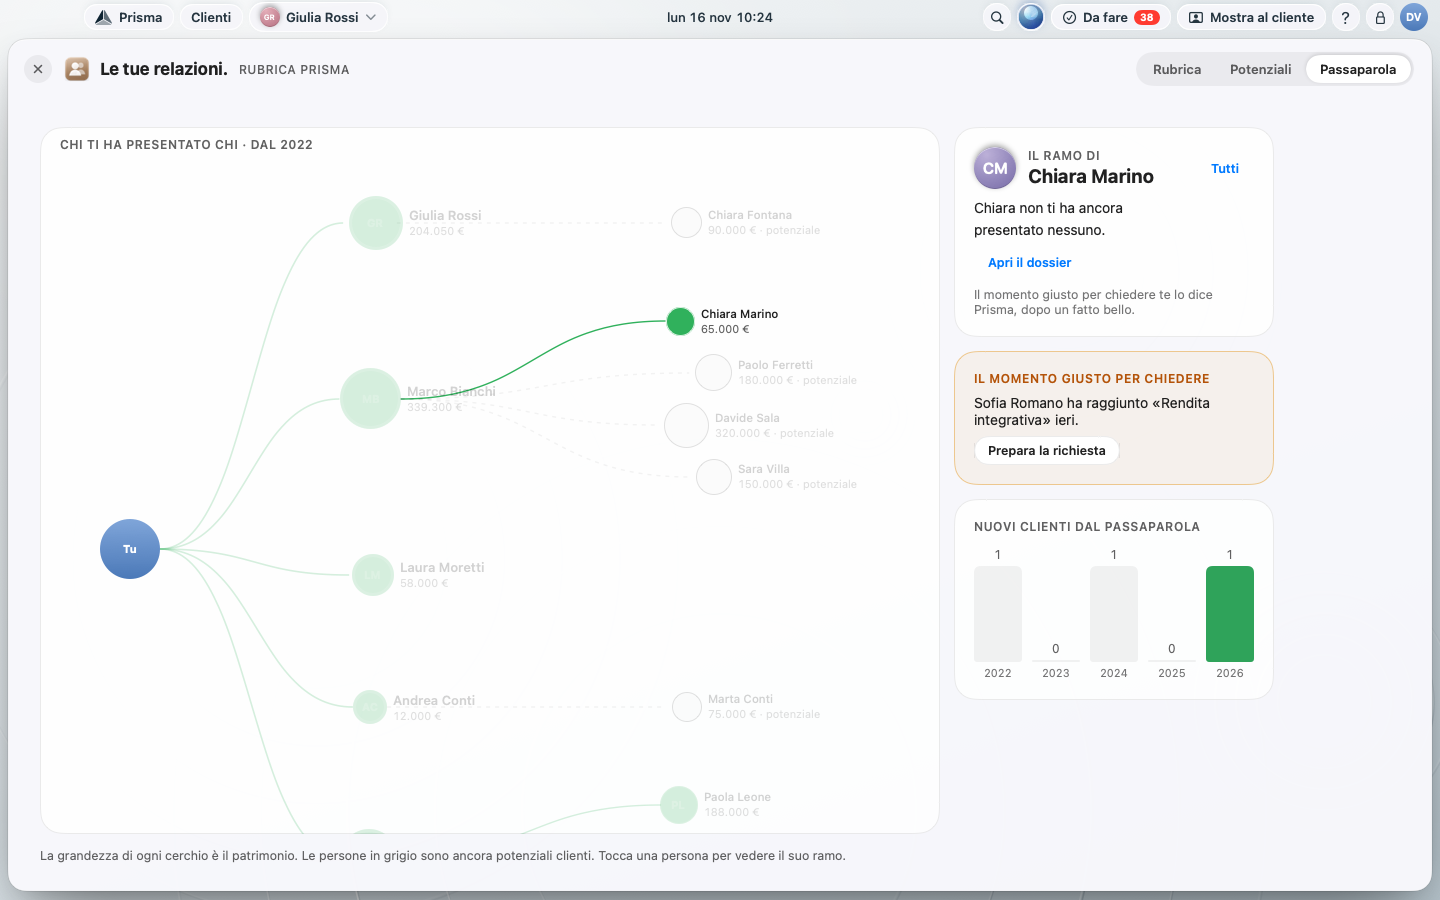 Prisma
Clienti
GR
Giulia Rossi
lun 16 nov 10:24
Da fare 38
Mostra al cliente
?
DV
Le tue relazioni. RUBRICA PRISMA
Rubrica
Potenziali
Passaparola
CHI TI HA PRESENTATO CHI · DAL 2022
Giulia Rossi
204.050 €
Chiara Fontana
90.000 € · potenziale
Chiara Marino
65.000 €
Paolo Ferretti
180.000 € · potenziale
Marco Bianchi
339.300 €
Davide Sala
320.000 € · potenziale
Sara Villa
150.000 € · potenziale
Tu
Laura Moretti
58.000 €
Andrea Conti
12.000 €
Marta Conti
75.000 € · potenziale
Paola Leone
188.000 €
La grandezza di ogni cerchio è il patrimonio. Le persone in grigio sono ancora potenziali clienti. Tocca una persona per vedere il suo ramo.
CM
IL RAMO DI
Chiara Marino
Tutti
Chiara non ti ha ancora
presentato nessuno.
Apri il dossier
Il momento giusto per chiedere te lo dice
Prisma, dopo un fatto bello.
IL MOMENTO GIUSTO PER CHIEDERE
Sofia Romano ha raggiunto «Rendita
integrativa» ieri.
Prepara la richiesta
NUOVI CLIENTI DAL PASSAPAROLA
1 0 1 0 1
2022 2023 2024 2025 2026